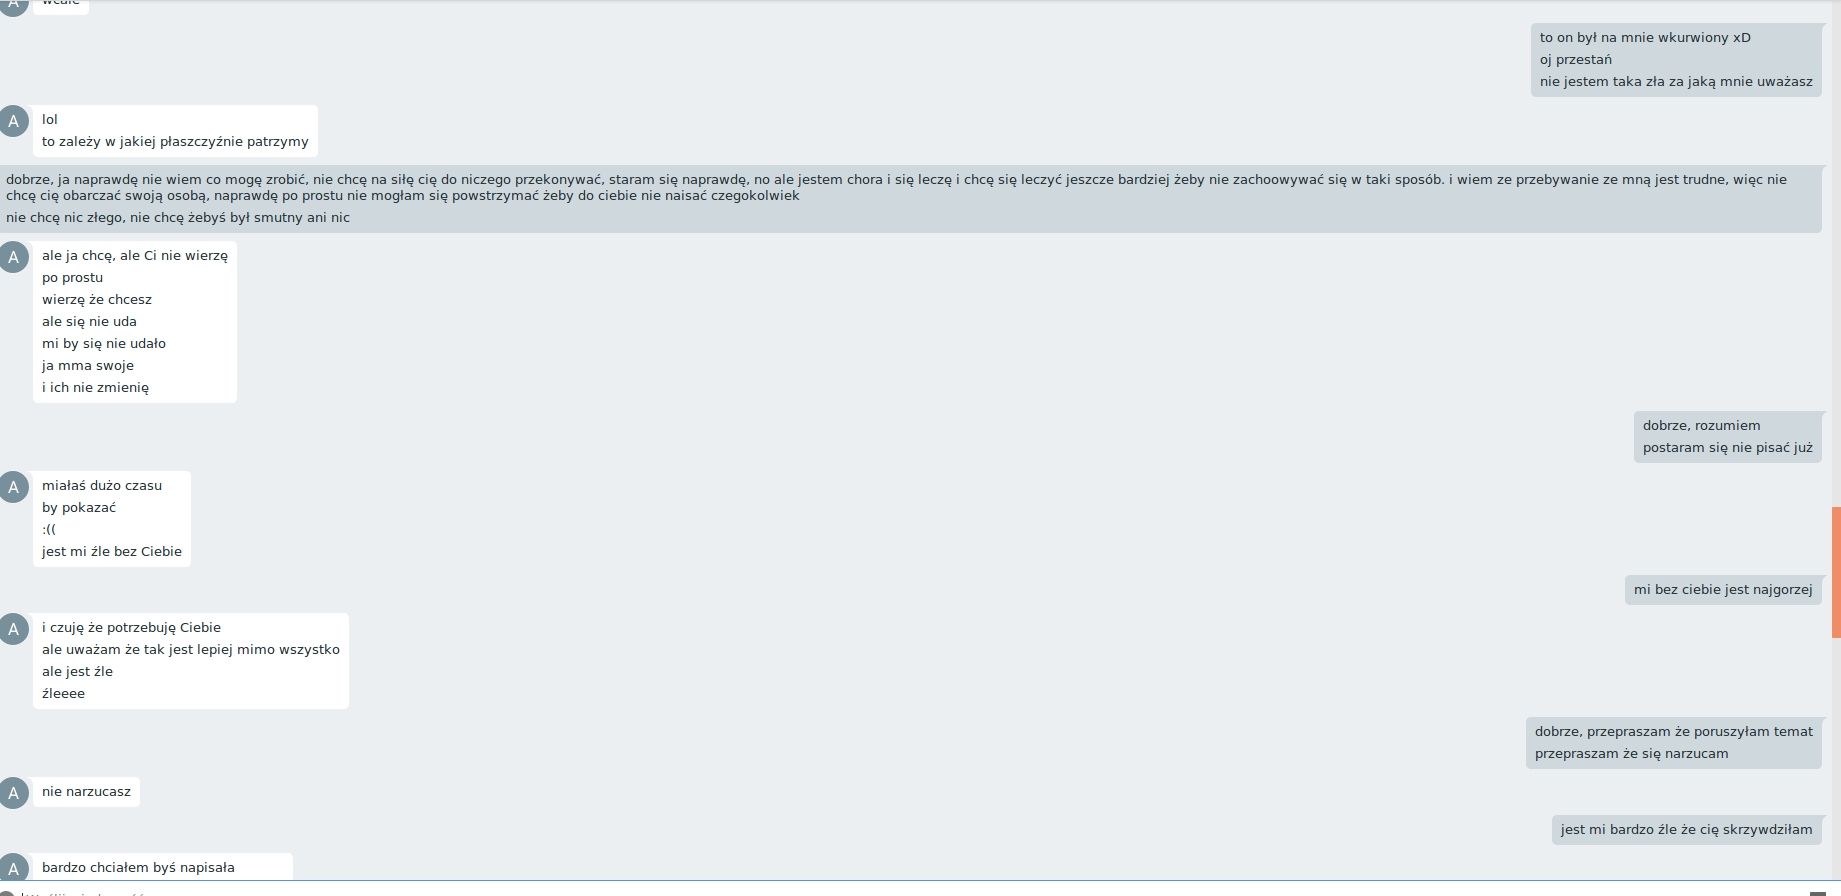 A
to on był na mnie wkurwiony xD
oj przestań
nie jestem taka zła za jaką mnie uważasz
A
lol
to zależy w jakiej płaszczyźnie patrzymy
dobrze, ja naprawdę nie wiem co mogę zrobić, nie chcę na siłę cię do niczego przekonywać, staram się naprawdę, no ale jestem chora i się leczę i chcę się leczyć jeszcze bardziej żeby nie zachoowywać się w taki sposób. i wiem ze przebywanie ze mną jest trudne, więc nie
chcę cię obarczać swoją osobą, naprawdę po prostu nie mogłam się powstrzymać żeby do ciebie nie naisać czegokolwiek
nie chcę nic złego, nie chcę żebyś był smutny ani nic
A
ale ja chcę, ale Ci nie wierzę
po prostu
wierzę że chcesz
ale się nie uda
mi by się nie udało
ja mma swoje
i ich nie zmienię
dobrze, rozumiem
postaram się nie pisać już
A
miałaś dużo czasu
by pokazać
:((
jest mi źle bez Ciebie
mi bez ciebie jest najgorzej
A
i czuję że potrzebuję Ciebie
ale uważam że tak jest lepiej mimo wszystko
ale jest źle
źleeee
dobrze, przepraszam że poruszyłam temat
przepraszam że się narzucam
A
nie narzucasz
jest mi bardzo źle że cię skrzywdziłam
A
bardzo chciałem byś napisała